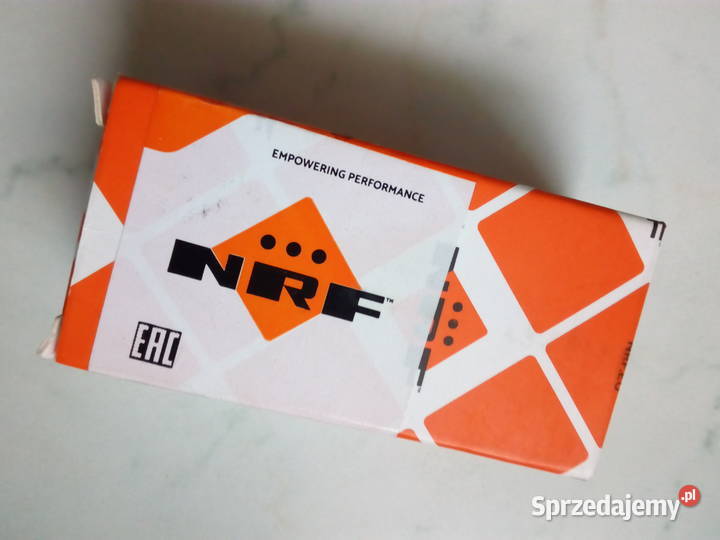 EMPOWERING PERFORMANCE
NRF™
EAC
Sprzedajemy.pl